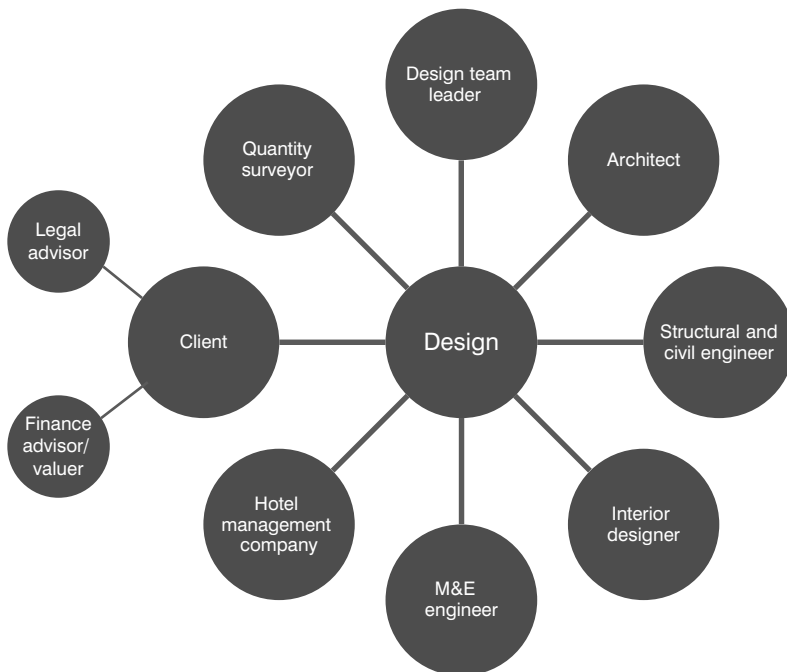 Design team
leader
Quantity
surveyor
Architect
Legal
advisor
Client
Design
Structural and
civil engineer
Finance
advisor/
valuer
Hotel
management
company
Interior
designer
M&E
engineer